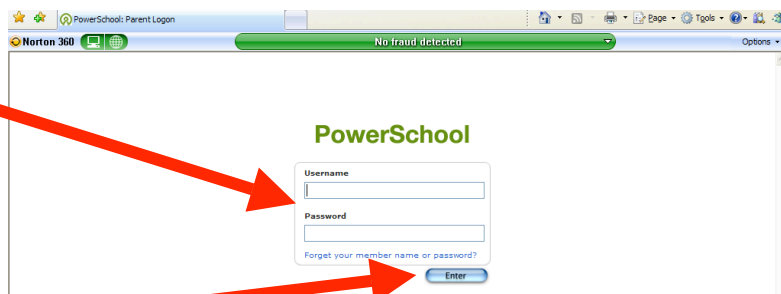 PowerSchool: Parent Logon
Page Tools
Norton 360 No fraud detected Options
PowerSchool
Username
Password
Forget your member name or password?
Enter